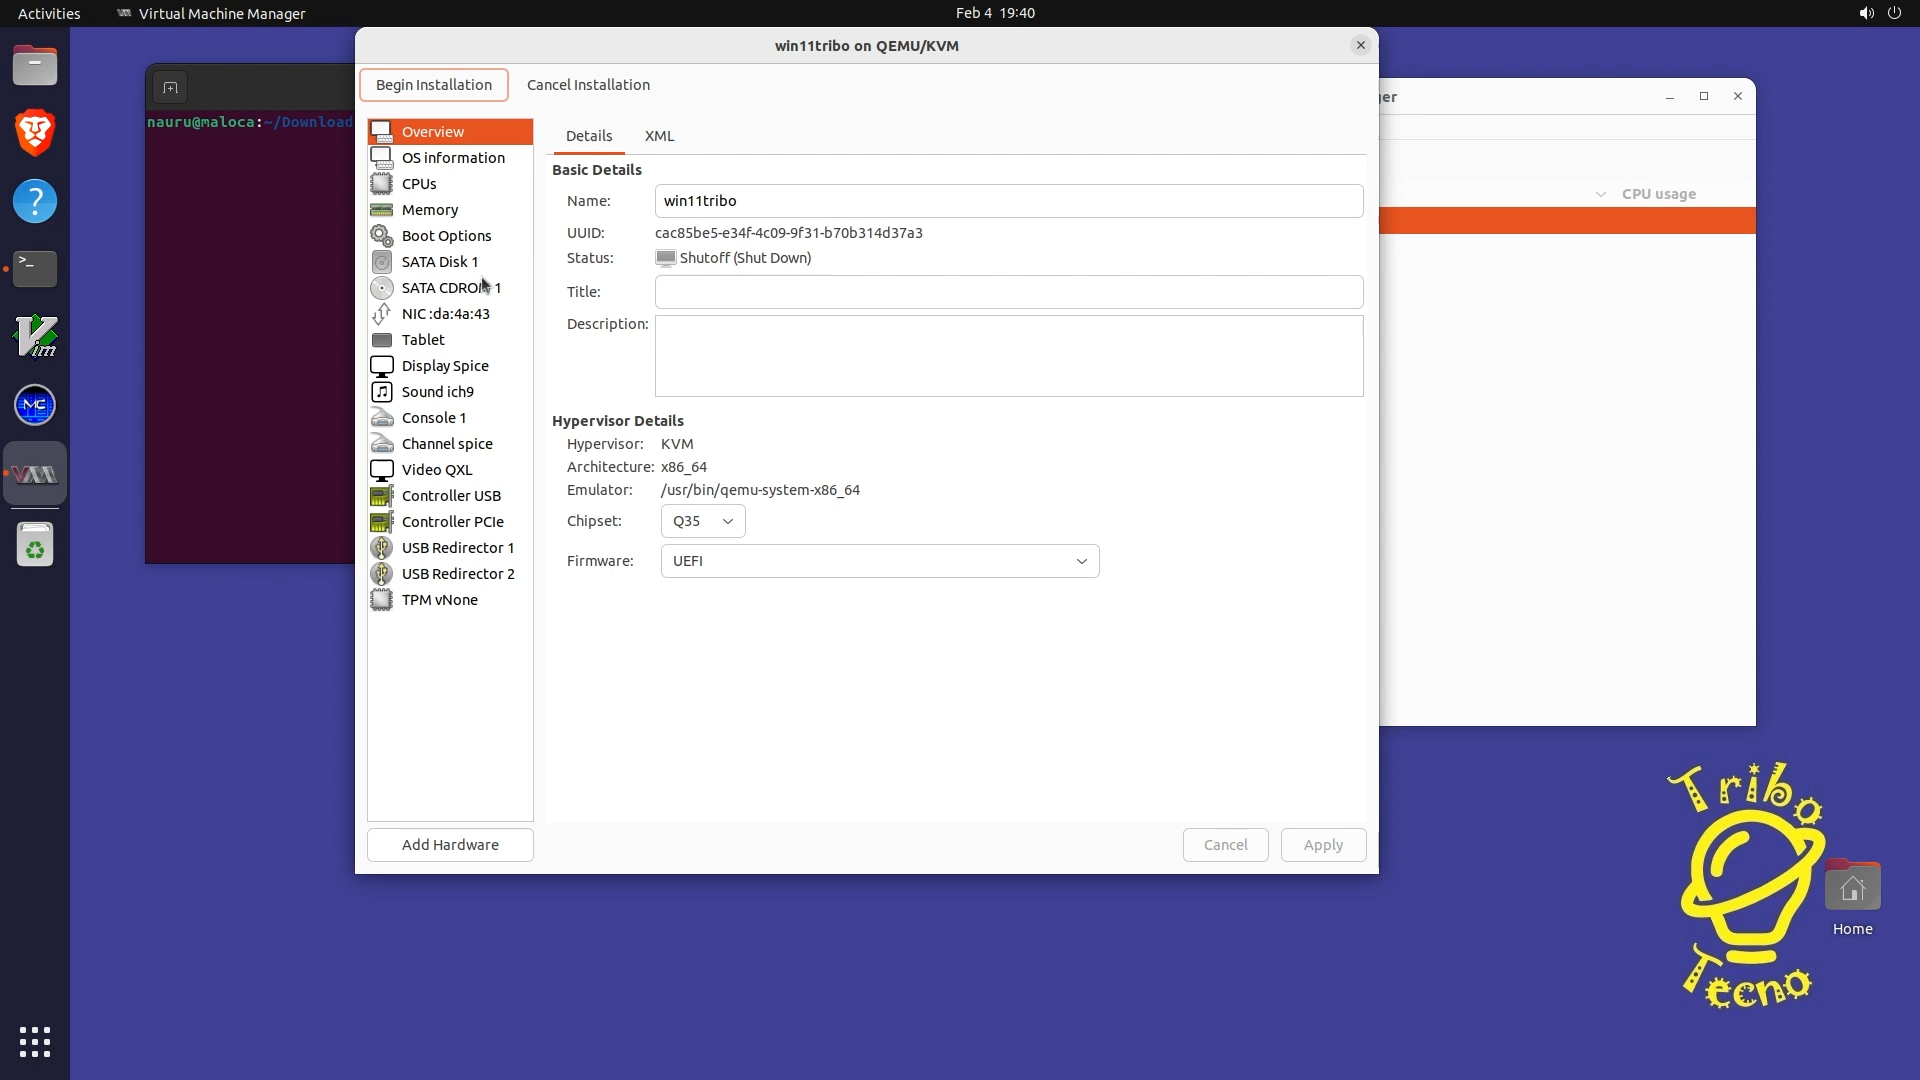 Activities
Virtual Machine Manager
Feb 4 19:40
win11tribo on QEMU/KVM
Begin Installation
Cancel Installation
nauru@maloca:~/Download
Overview
OS information
CPUs
Memory
Boot Options
SATA Disk 1
SATA CDROM 1
NIC :da:4a:43
Tablet
Display Spice
Sound ich9
Console 1
Channel spice
Video QXL
Controller USB
Controller PCIe
USB Redirector 1
USB Redirector 2
TPM vNone
Add Hardware
Details
XML
Basic Details
Name: win11tribo
UUID: cac85be5-e34f-4c09-9f31-b70b314d37a3
Status: Shutoff (Shut Down)
Title:
Description:
Hypervisor Details
Hypervisor: KVM
Architecture: x86_64
Emulator: /usr/bin/qemu-system-x86_64
Chipset: Q35
Firmware: UEFI
Cancel
Apply
ger
CPU usage
Vim
MC
Tribo
Tecno
Home